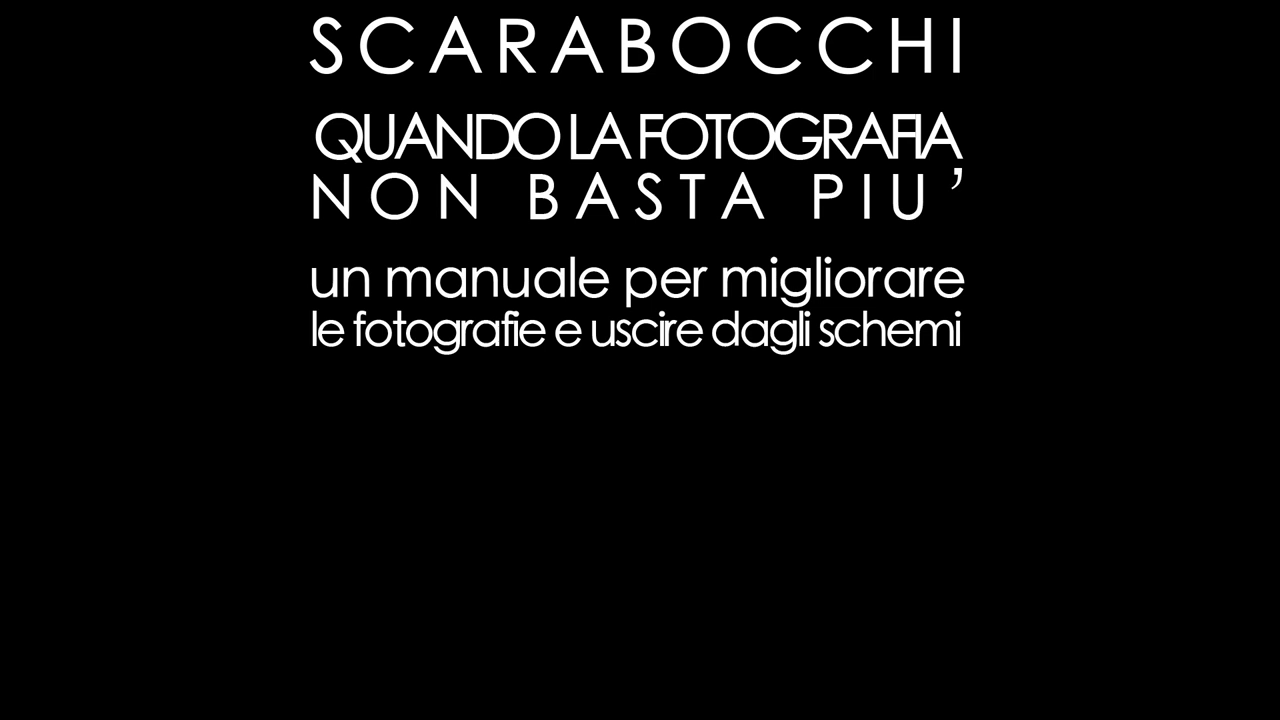 SCARABOCCHI
QUANDO LA FOTOGRAFIA
NON BASTA PIU’
un manuale per migliorare
le fotografie e uscire dagli schemi